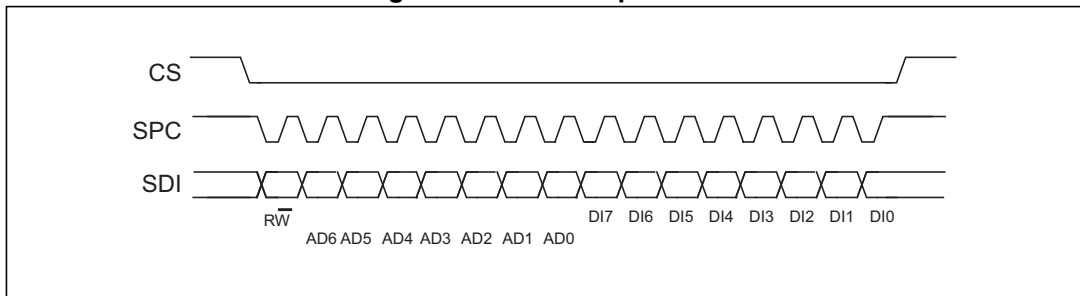 CS
SPC
SDI
RW̅
DI7 DI6 DI5 DI4 DI3 DI2 DI1 DI0
AD6 AD5 AD4 AD3 AD2 AD1 AD0